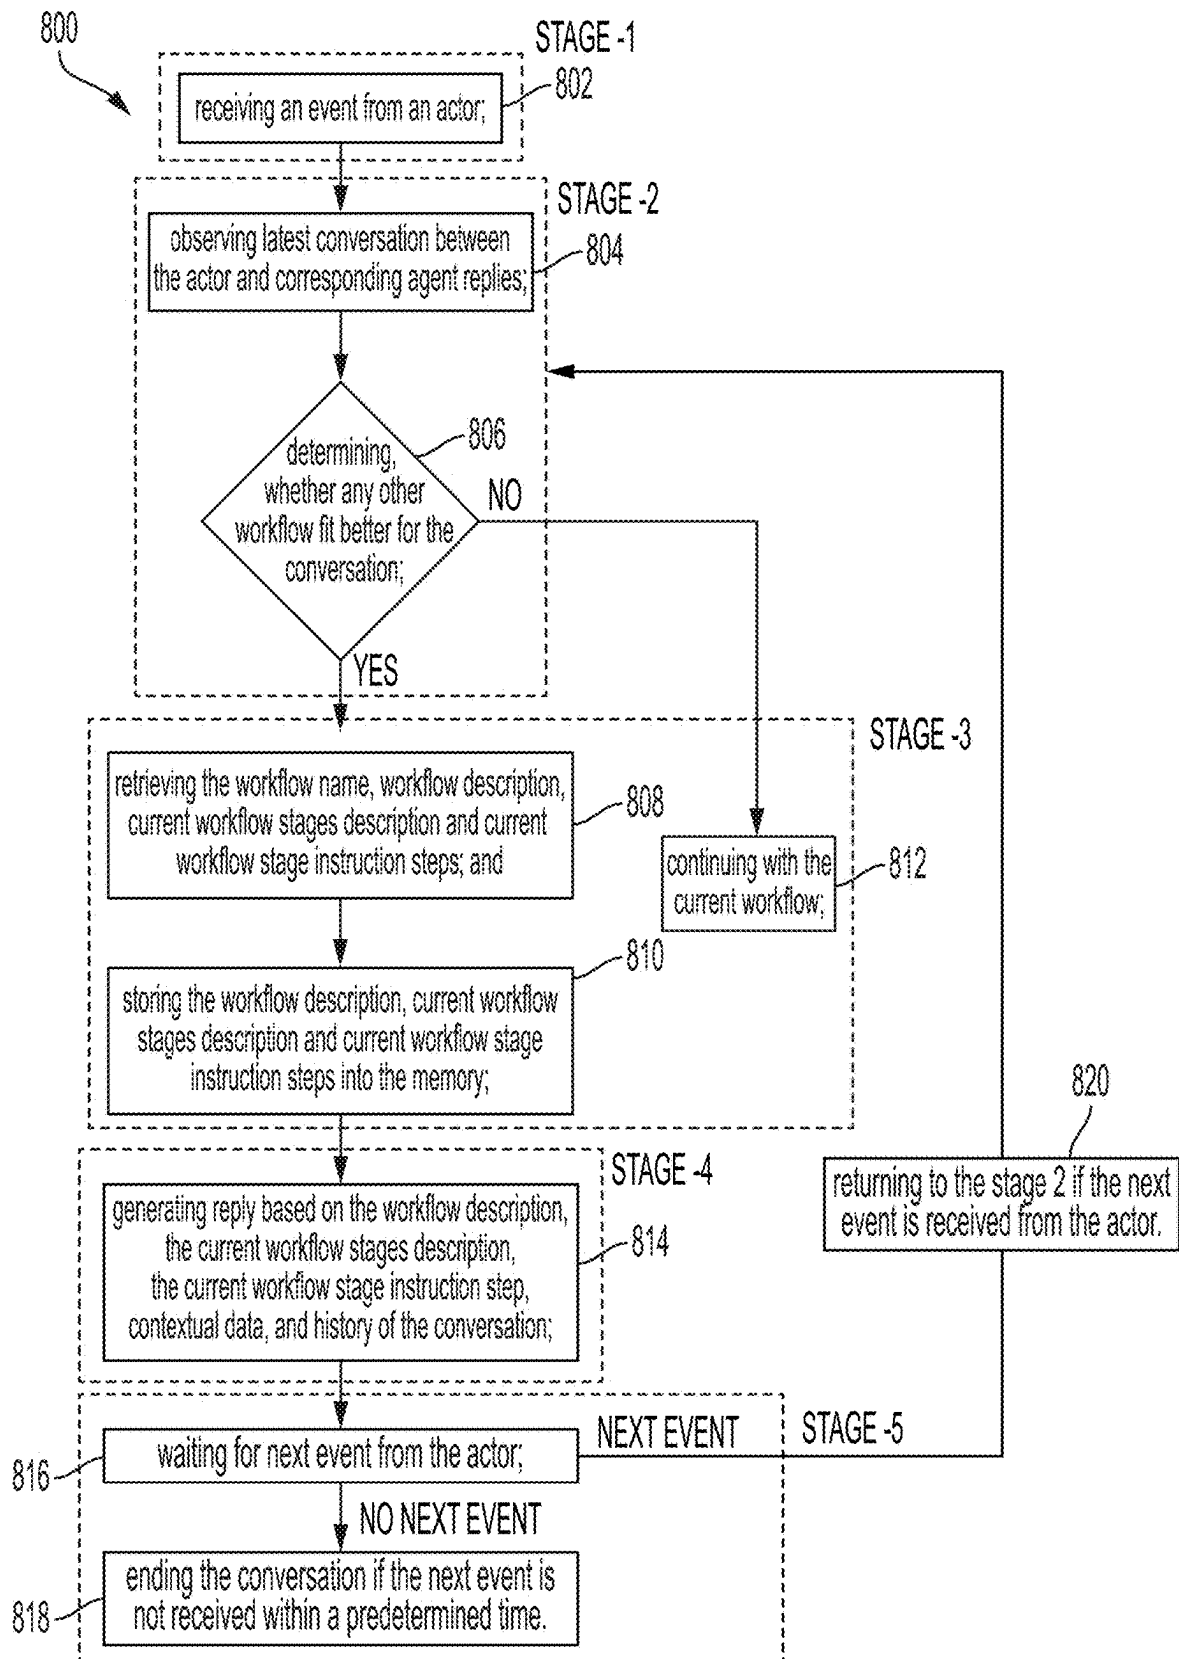 800
STAGE -1
802
receiving an event from an actor;
STAGE -2
observing latest conversation between
the actor and corresponding agent replies;
804
806
determining,
whether any other
workflow fit better for the
conversation;
NO
YES
STAGE -3
retrieving the workflow name, workflow description,
current workflow stages description and current
workflow stage instruction steps; and
808
continuing with the
current workflow;
812
810
storing the workflow description, current workflow
stages description and current workflow stage
instruction steps into the memory;
820
STAGE -4
returning to the stage 2 if the next
event is received from the actor.
generating reply based on the workflow description,
the current workflow stages description,
the current workflow stage instruction step,
contextual data, and history of the conversation;
814
NEXT EVENT
STAGE -5
waiting for next event from the actor;
816
NO NEXT EVENT
ending the conversation if the next event is
not received within a predetermined time.
818